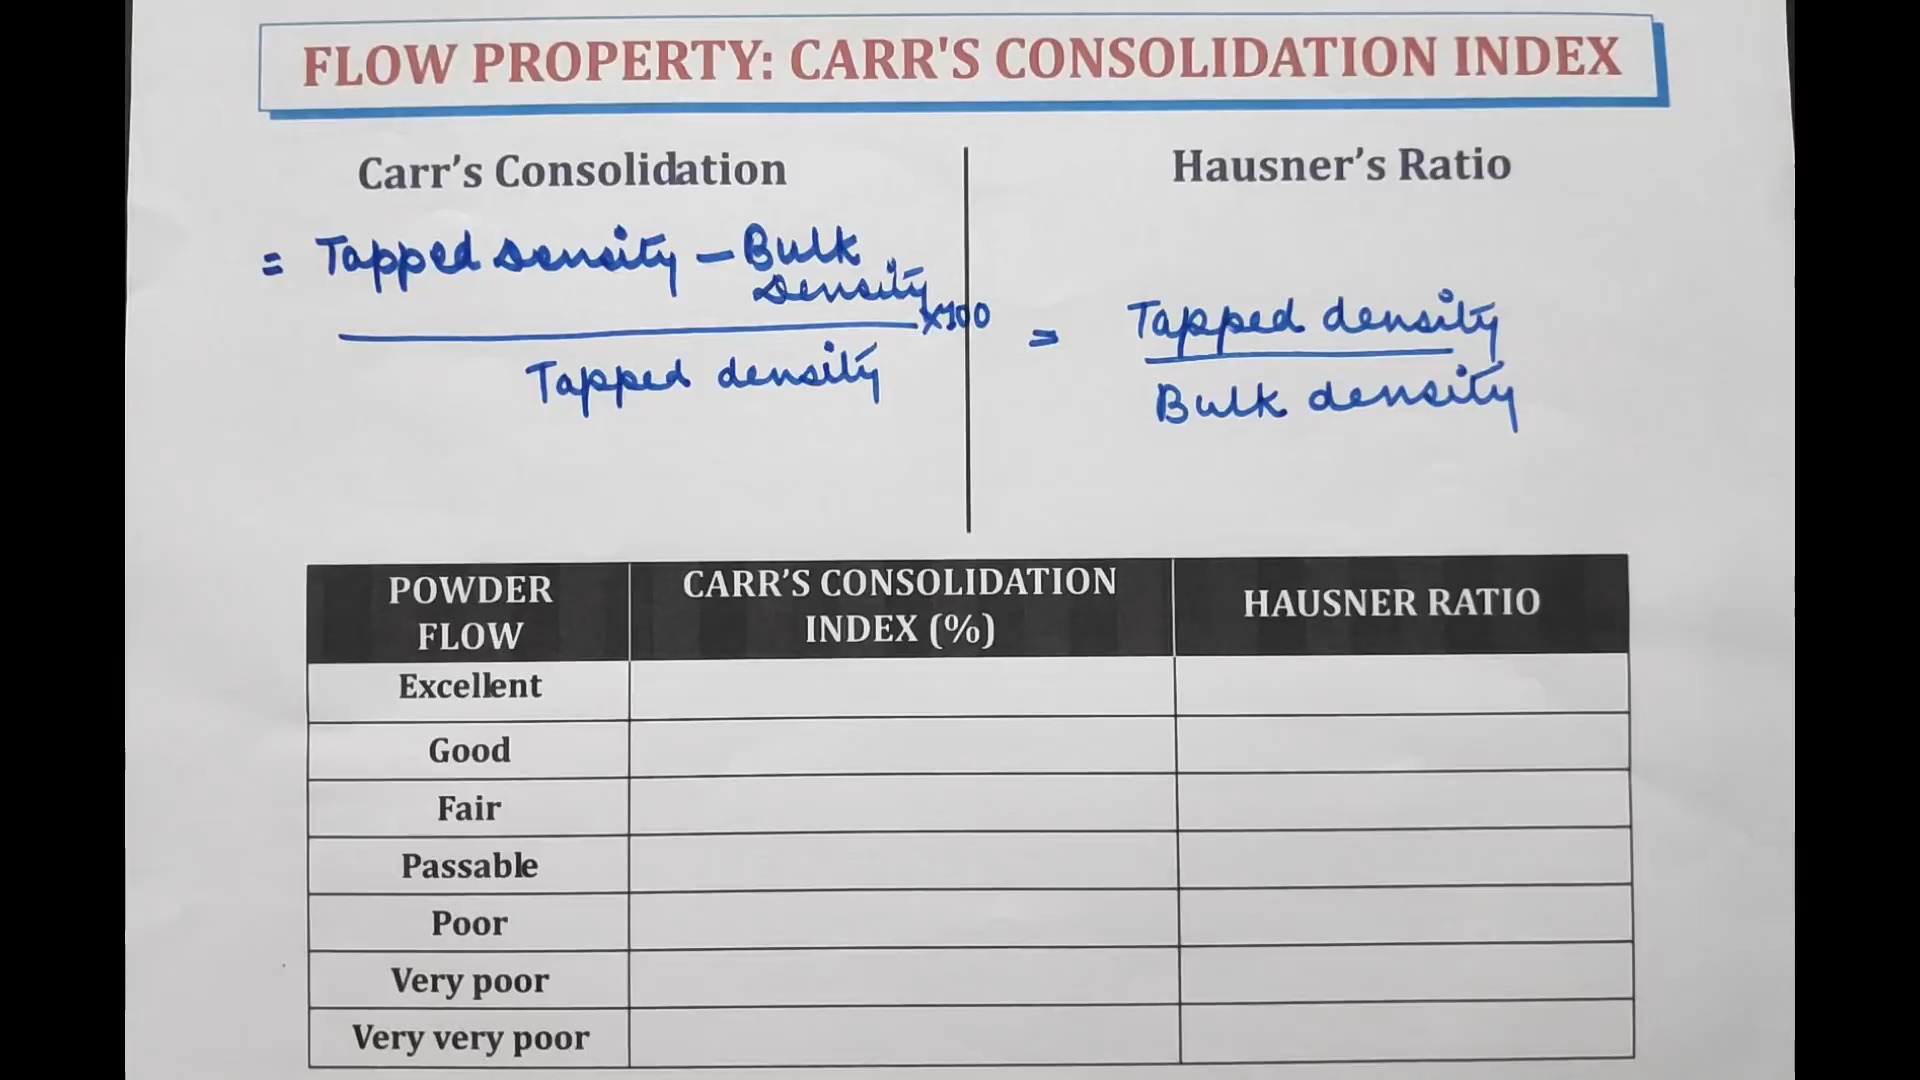 FLOW PROPERTY: CARR'S CONSOLIDATION INDEX
Carr's Consolidation
= Tapped density - Bulk
density
x100
Tapped density
Hausner's Ratio
= Tapped density
Bulk density
POWDER FLOW
CARR'S CONSOLIDATION INDEX (%)
HAUSNER RATIO
Excellent
Good
Fair
Passable
Poor
Very poor
Very very poor